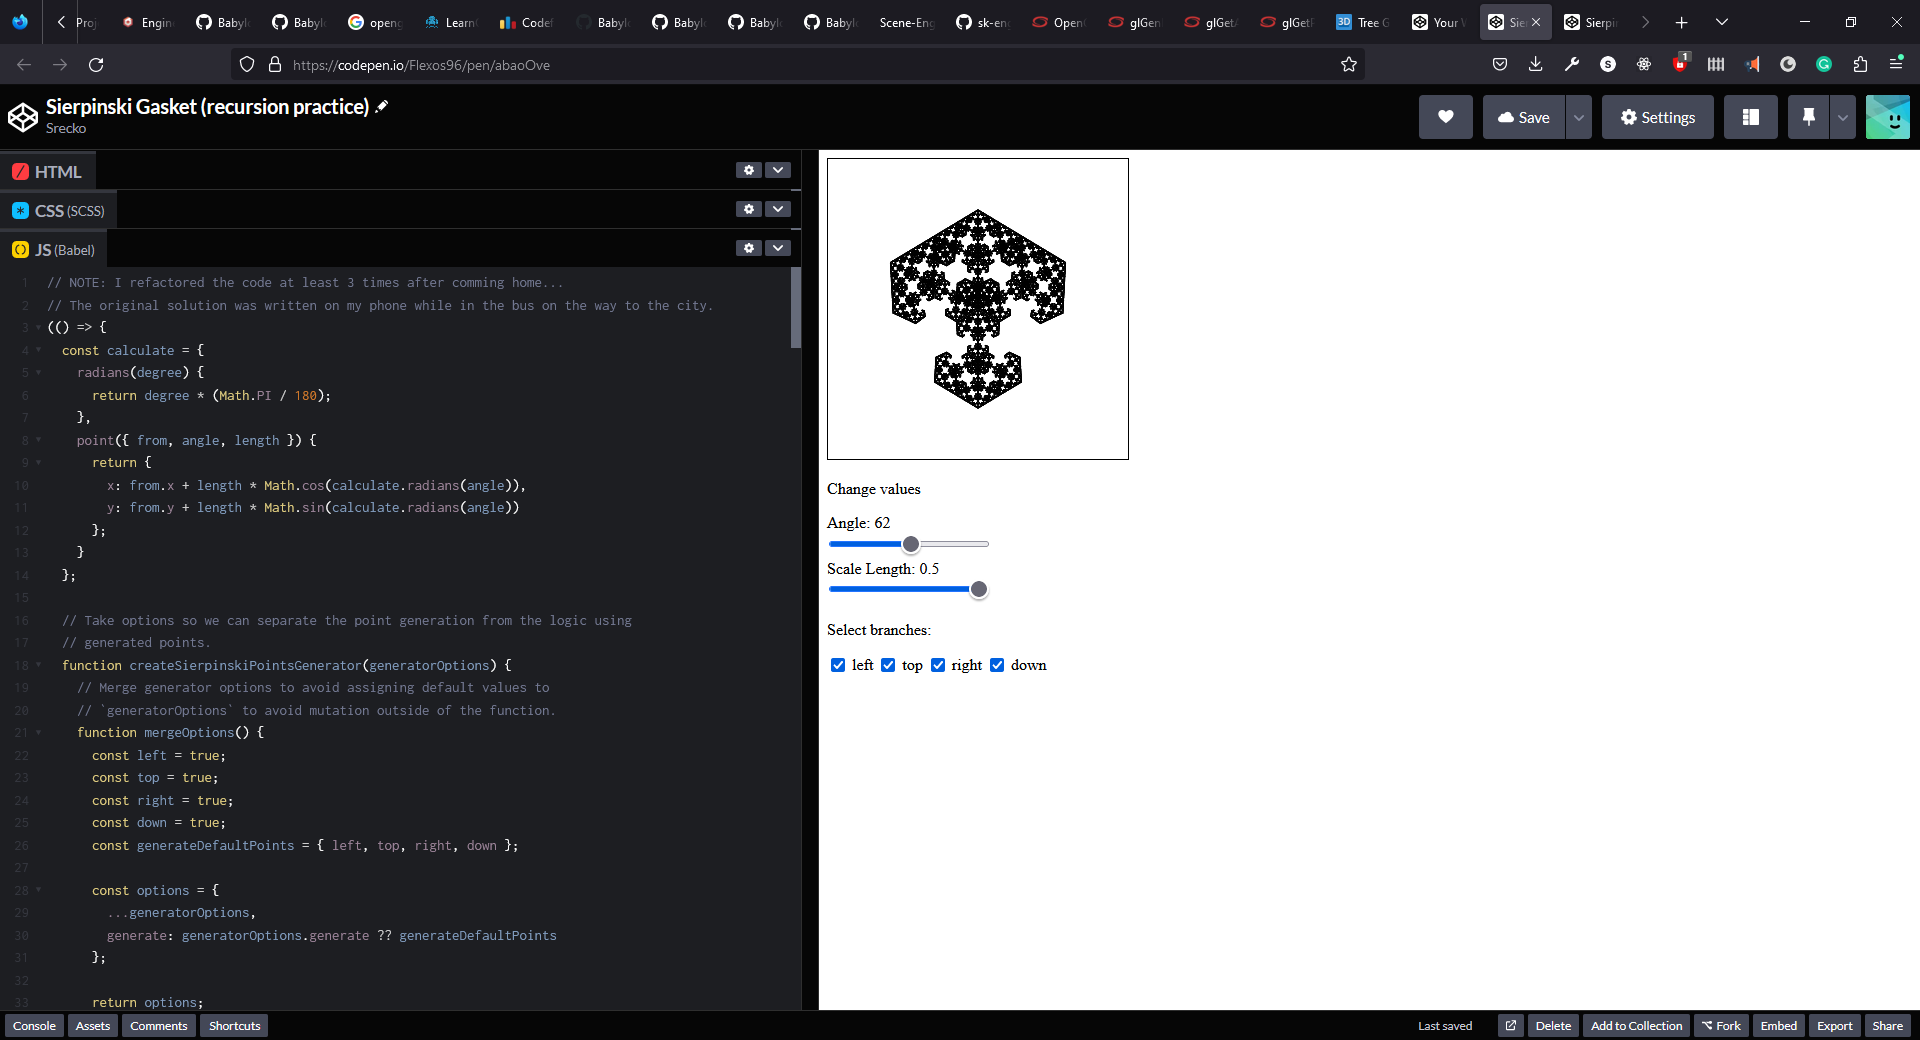 Proj
Engin
Babyl
Babyl
openg
Learn
Codef
Babyl
Babyl
Babyl
Babyl
Scene-Eng
sk-en
Open
glGen
glGet
glGet
3D Tree G
Your
Sie
Sierpin
https://codepen.io/Flexos96/pen/abaoOve
S
1
Sierpinski Gasket (recursion practice)
Srecko
Save
Settings
HTML
CSS (SCSS)
JS (Babel)
1 // NOTE: I refactored the code at least 3 times after comming home...
2 // The original solution was written on my phone while in the bus on the way to the city.
3 (() => {
4 const calculate = {
5 radians(degree) {
6 return degree * (Math.PI / 180);
7 },
8 point({ from, angle, length }) {
9 return {
10 x: from.x + length * Math.cos(calculate.radians(angle)),
11 y: from.y + length * Math.sin(calculate.radians(angle))
12 };
13 }
14 };
15
16 // Take options so we can separate the point generation from the logic using
17 // generated points.
18 function createSierpinskiPointsGenerator(generatorOptions) {
19 // Merge generator options to avoid assigning default values to
20 // `generatorOptions` to avoid mutation outside of the function.
21 function mergeOptions() {
22 const left = true;
23 const top = true;
24 const right = true;
25 const down = true;
26 const generateDefaultPoints = { left, top, right, down };
27
28 const options = {
29 ...generatorOptions,
30 generate: generatorOptions.generate ?? generateDefaultPoints
31 };
32
33 return options;
Change values
Angle: 62
Scale Length: 0.5
Select branches:
left top right down
Console Assets Comments Shortcuts
Last saved Delete Add to Collection Fork Embed Export Share